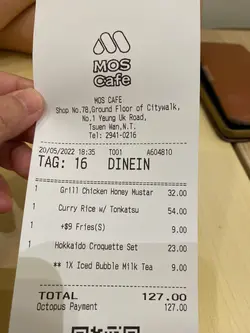 MOS
Cafe
MOS CAFE
Shop No.78,Ground Floor of Citywalk,
No.1 Yeung Uk Road,
Tsuen Wan,N.T.
Tel: 2941-0216
20/05/2022 18:35 T001 A604810
TAG: 16 DINEIN
1 Grill Chicken Honey Mustar 32.00
1 Curry Rice w/ Tonkatsu 54.00
+$9 Fries(S) 9.00
1 Hokkaido Croquette Set 23.00
** 1X Iced Bubble Milk Tea 9.00
TOTAL 127.00
Octopus Payment 127.00